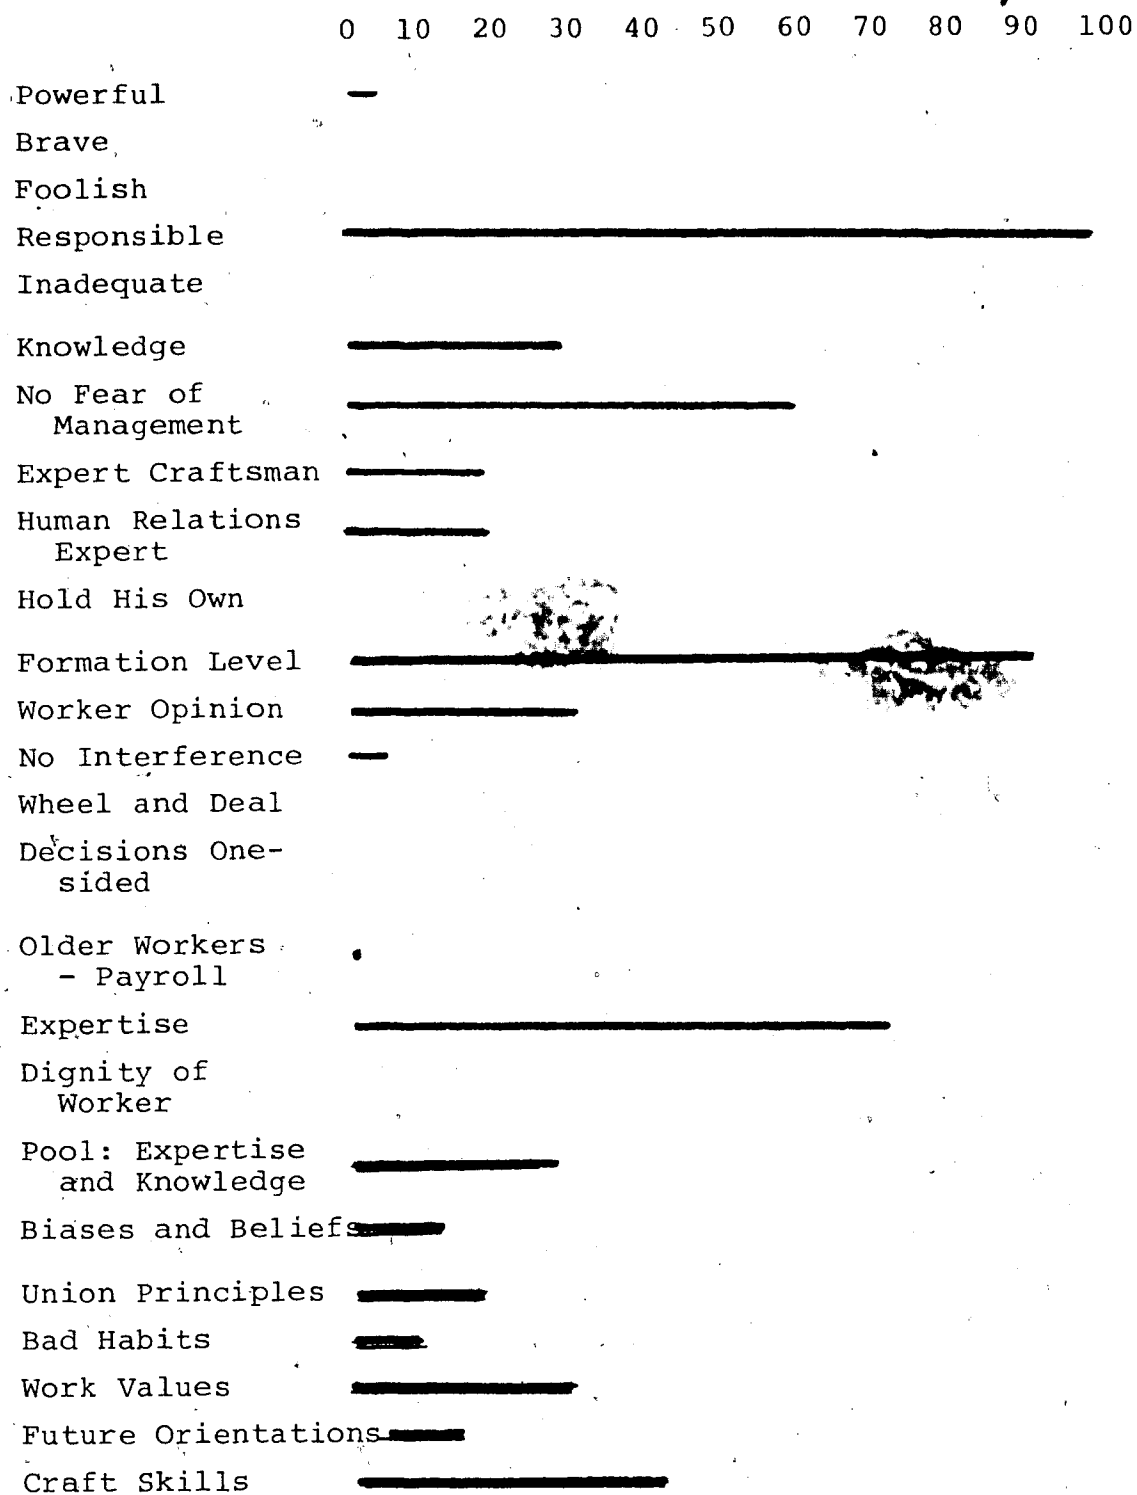 0 10 20 30 40 50 60 70 80 90 100
Powerful
Brave
Foolish
Responsible
Inadequate
Knowledge
No Fear of
Management
Expert Craftsman
Human Relations
Expert
Hold His Own
Formation Level
Worker Opinion
No Interference
Wheel and Deal
Decisions One-
sided
Older Workers
- Payroll
Expertise
Dignity of
Worker
Pool: Expertise
and Knowledge
Biases and Beliefs
Union Principles
Bad Habits
Work Values
Future Orientations
Craft Skills